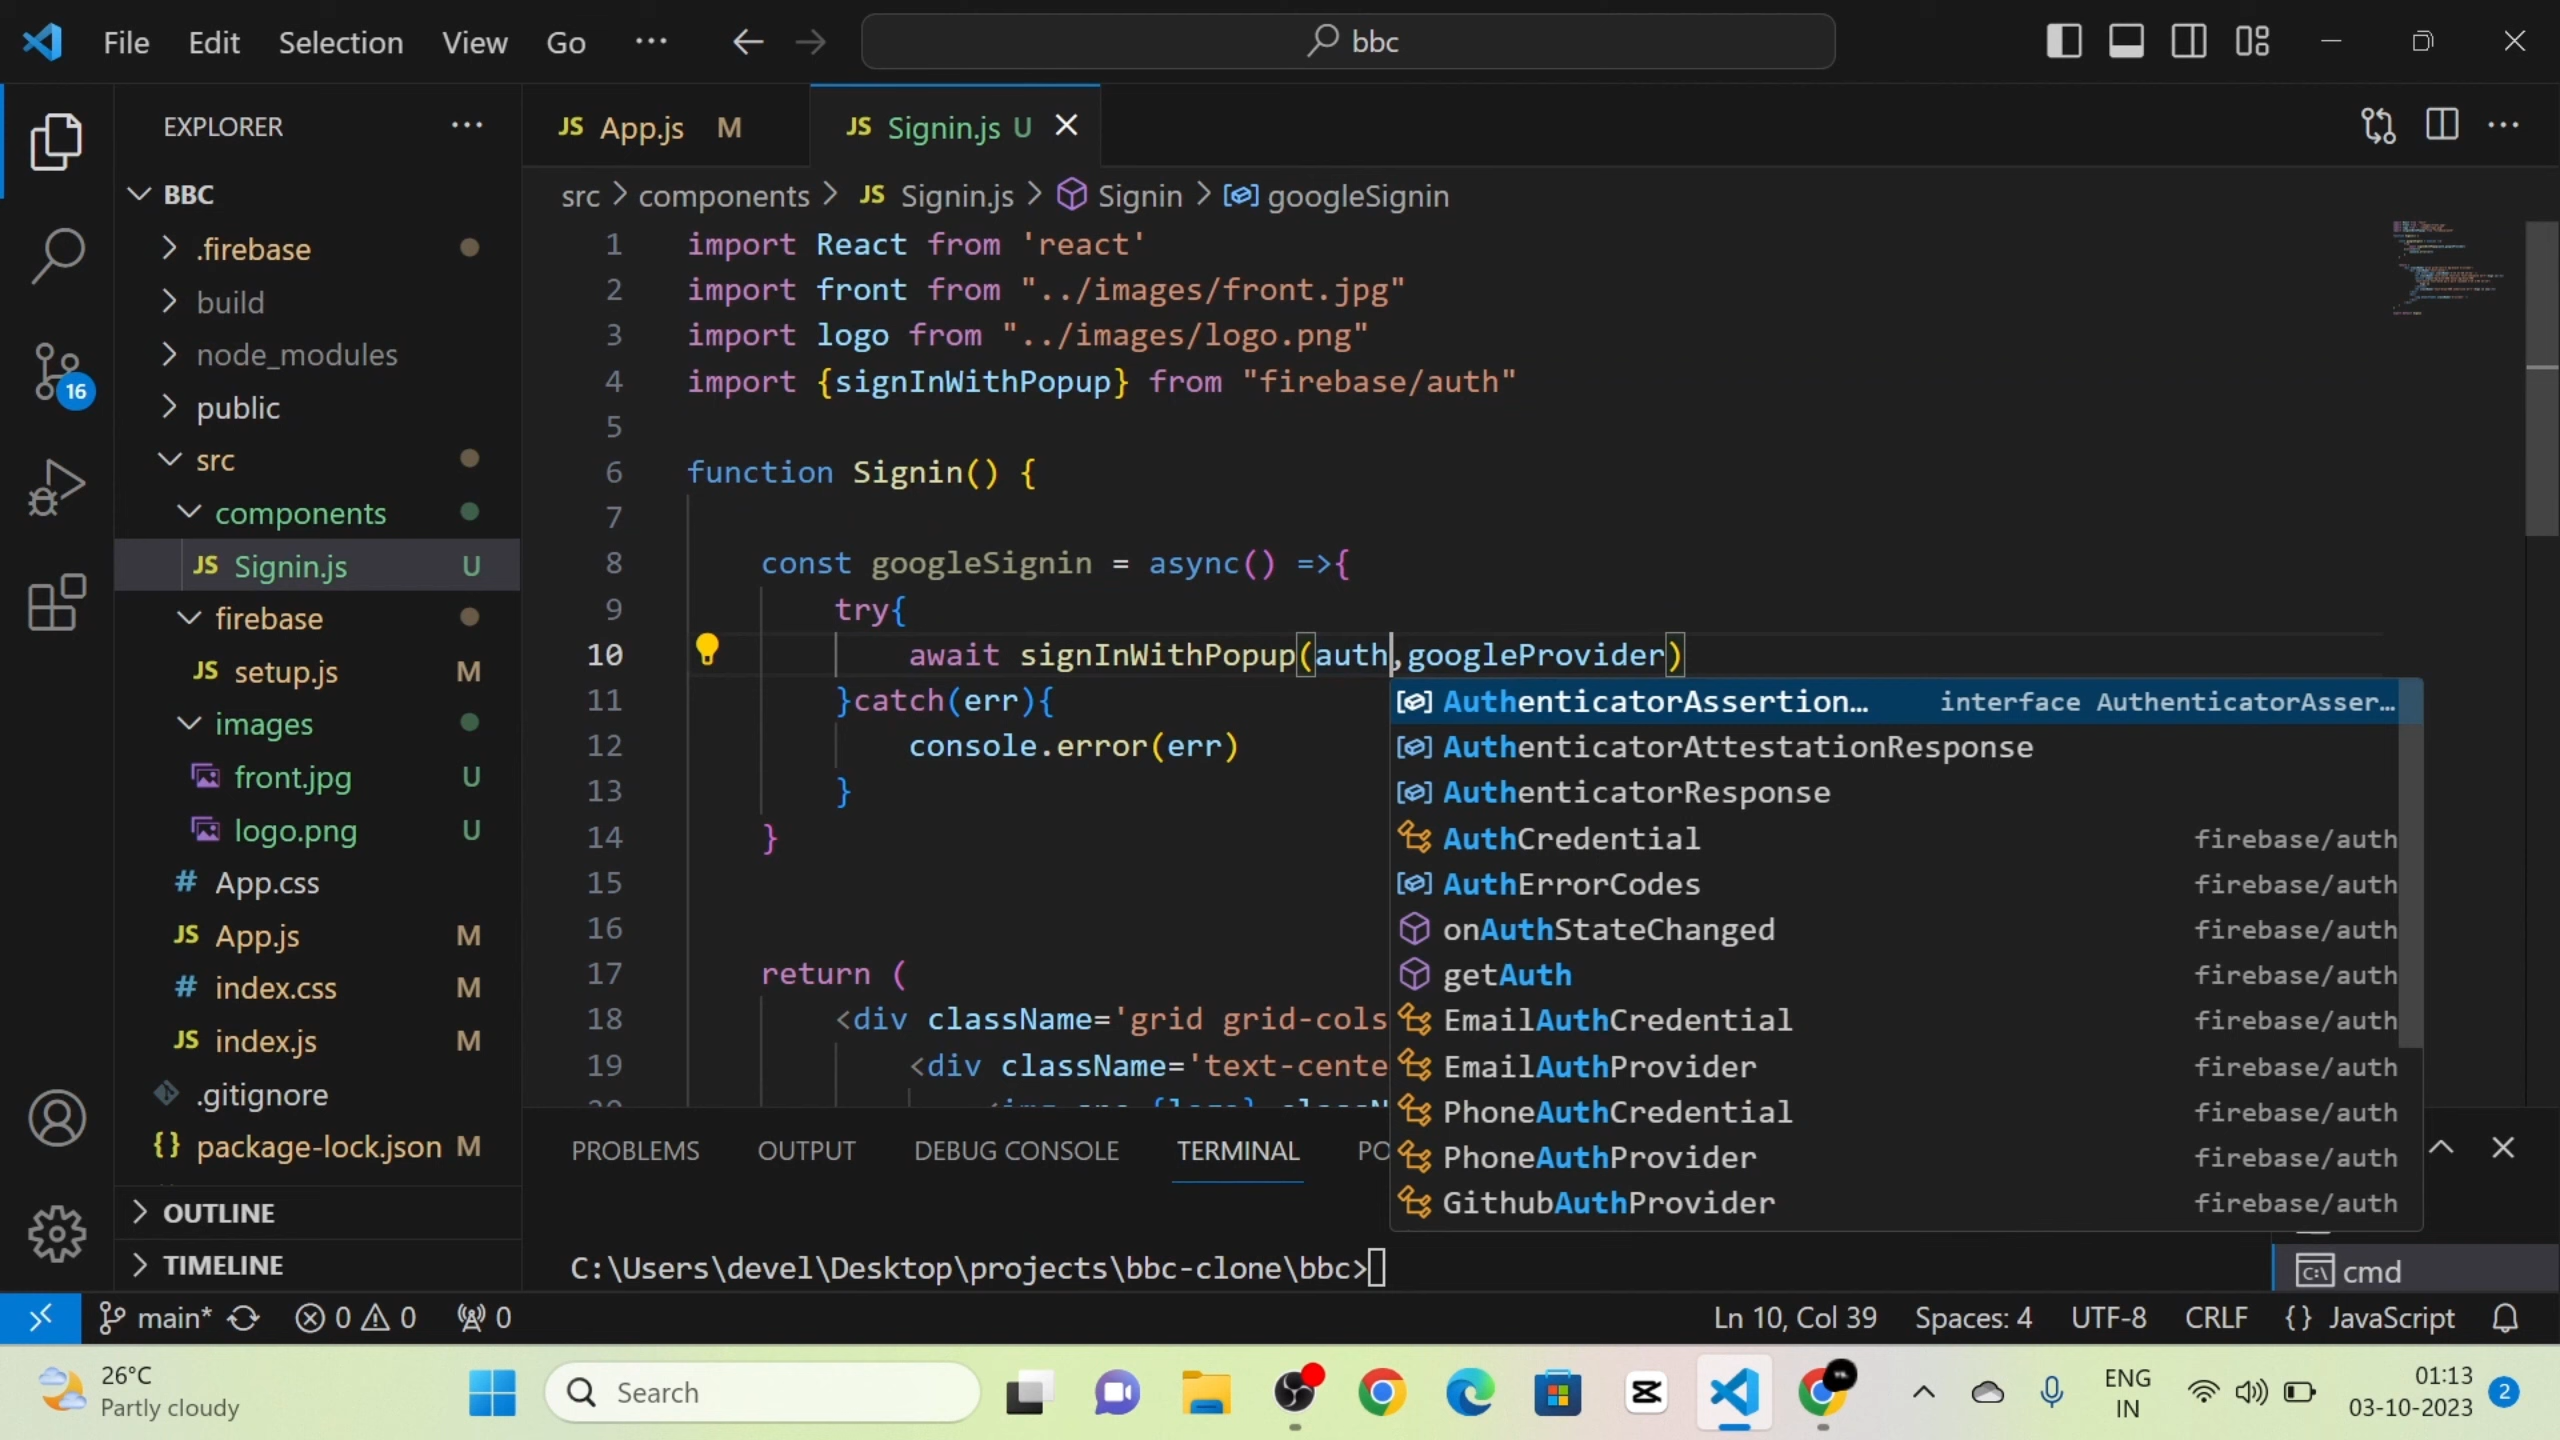 File Edit Selection View Go ... bbc
EXPLORER ...
BBC
.firebase
build
node_modules
public
src
components
JS Signin.js U
firebase
JS setup.js M
images
front.jpg U
logo.png U
# App.css
JS App.js M
# index.css M
JS index.js M
.gitignore
{} package-lock.json M
OUTLINE
TIMELINE
16
JS App.js M JS Signin.js U
src > components > JS Signin.js > Signin > googleSignin
1 import React from 'react'
2 import front from "../images/front.jpg"
3 import logo from "../images/logo.png"
4 import {signInWithPopup} from "firebase/auth"
5
6 function Signin() {
7
8 const googleSignin = async() =>{
9 try{
10 await signInWithPopup(auth,googleProvider)
11 }catch(err){
12 console.error(err)
13 }
14 }
15
16
17 return (
18 <div className='grid grid-cols
19 <div className='text-cente
AuthenticatorAssertion… interface AuthenticatorAsser…
AuthenticatorAttestationResponse
AuthenticatorResponse
AuthCredential firebase/auth
AuthErrorCodes firebase/auth
onAuthStateChanged firebase/auth
getAuth firebase/auth
EmailAuthCredential firebase/auth
EmailAuthProvider firebase/auth
PhoneAuthCredential firebase/auth
PhoneAuthProvider firebase/auth
GithubAuthProvider firebase/auth
PROBLEMS OUTPUT DEBUG CONSOLE TERMINAL PO
C:\Users\devel\Desktop\projects\bbc-clone\bbc>
cmd
main* 0 0 0 Ln 10, Col 39 Spaces: 4 UTF-8 CRLF {} JavaScript
26°C
Partly cloudy
Search
ENG
IN
01:13
03-10-2023
2